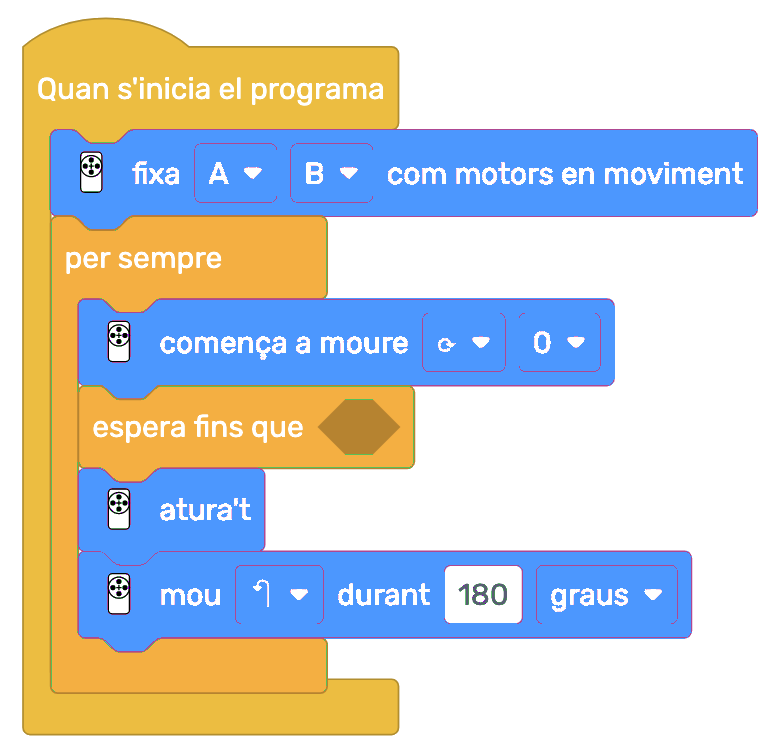 Quan s'inicia el programa
fixa A B com motors en moviment
per sempre
comença a moure 0
espera fins que
atura't
mou durant 180 graus